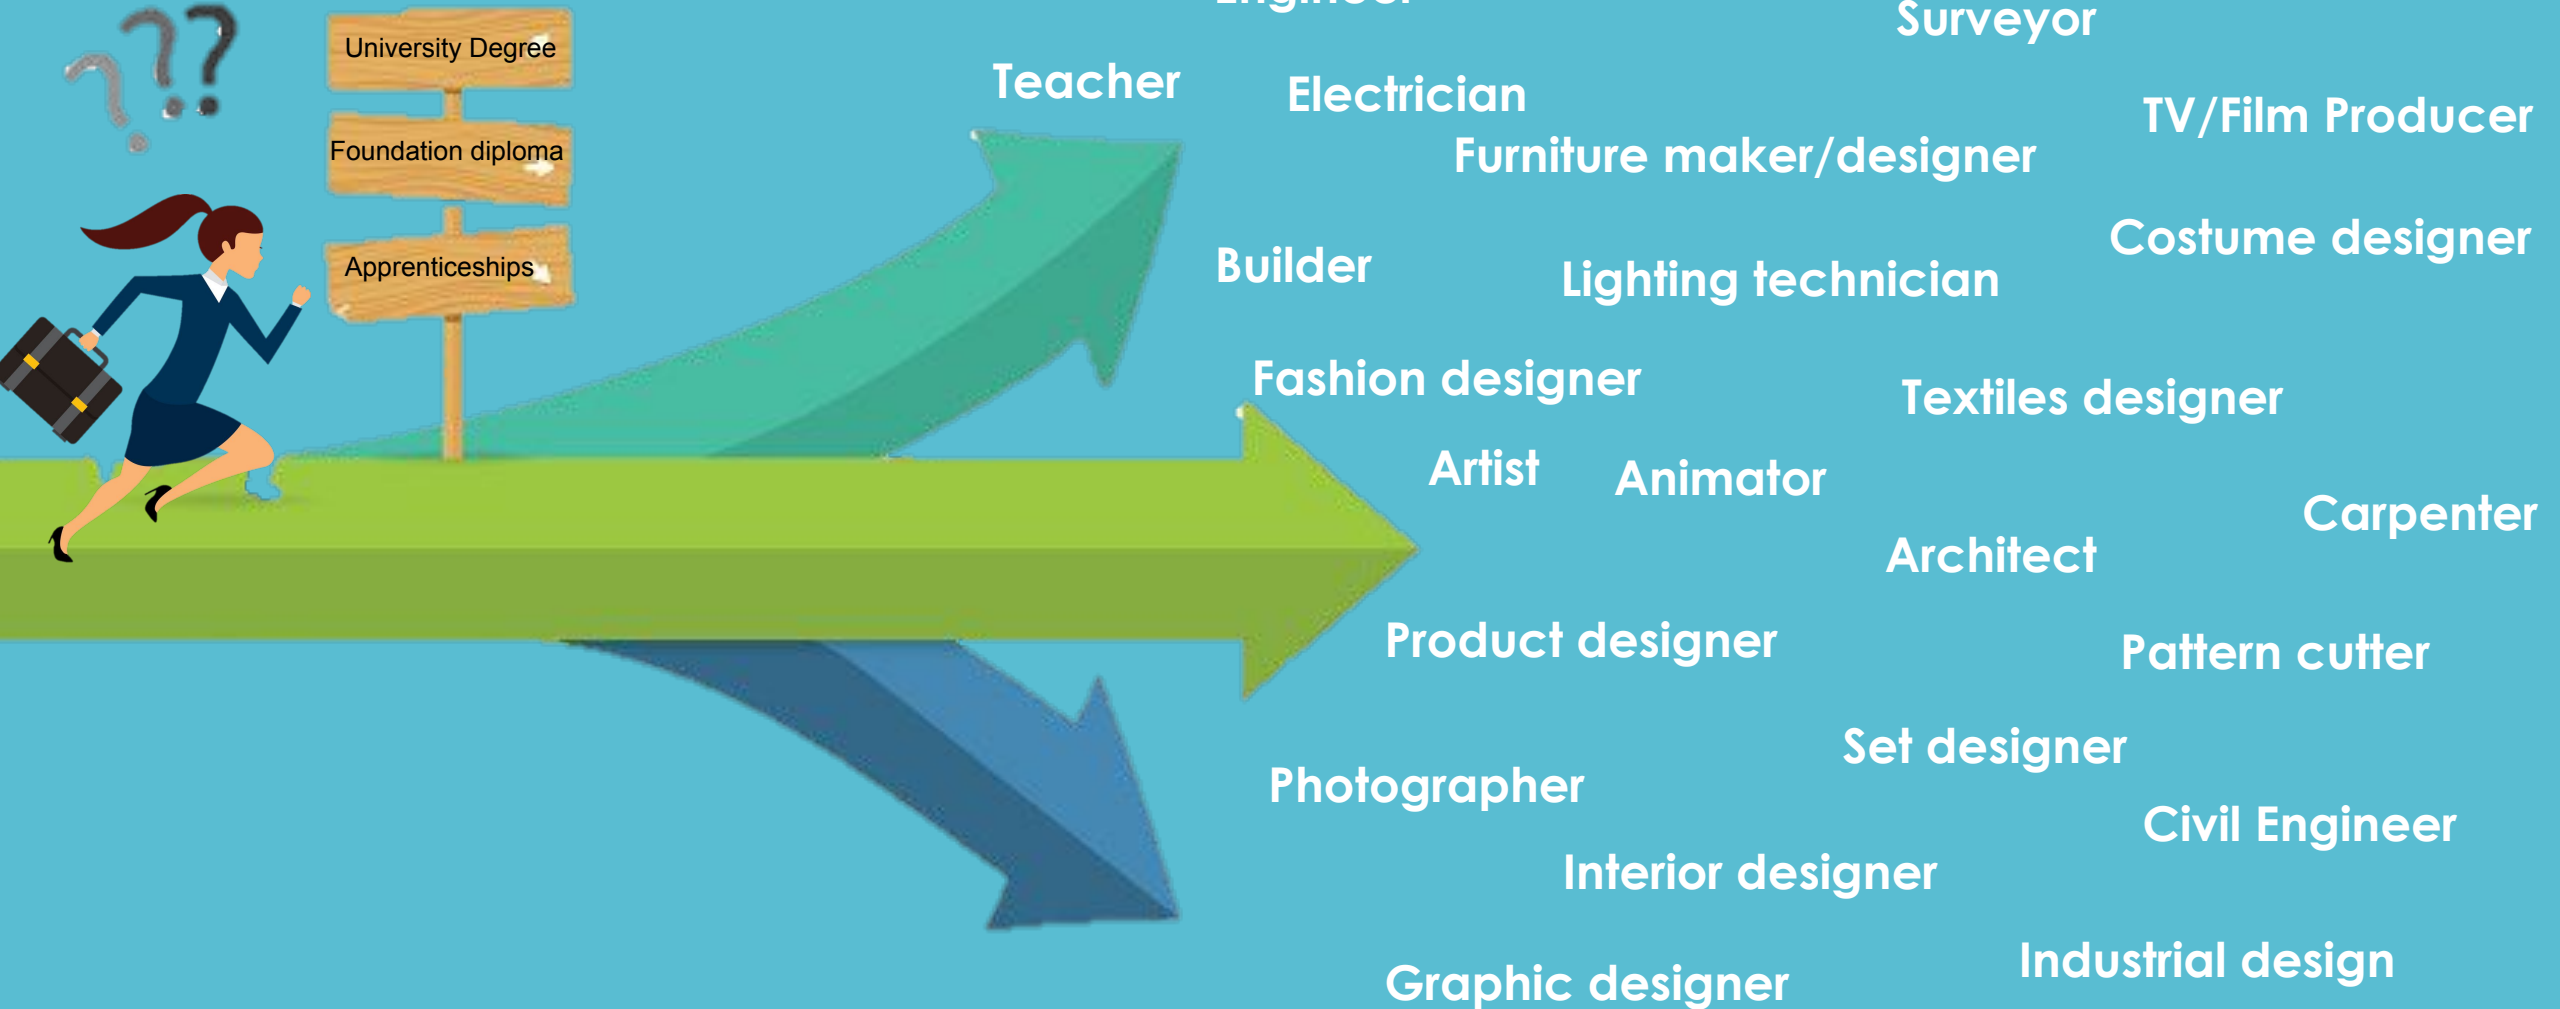 University Degree
Foundation diploma
Apprenticeships
Engineer
Surveyor
Teacher
Electrician
TV/Film Producer
Furniture maker/designer
Costume designer
Builder
Lighting technician
Fashion designer
Textiles designer
Artist
Animator
Carpenter
Architect
Product designer
Pattern cutter
Set designer
Photographer
Civil Engineer
Interior designer
Industrial design
Graphic designer